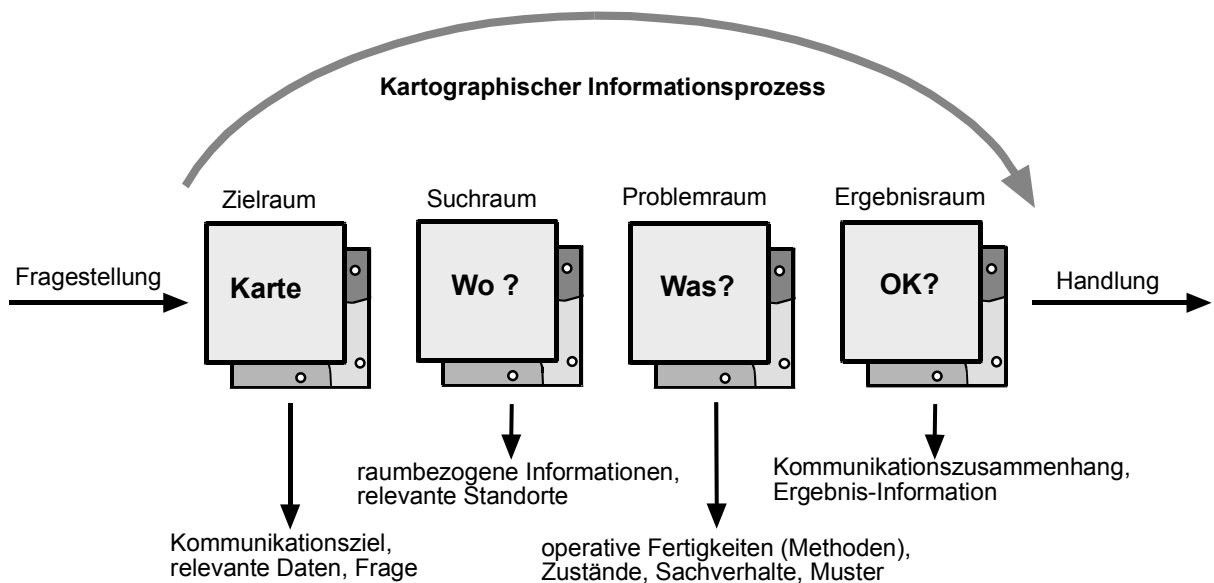 Kartographischer Informationsprozess
Zielraum
Suchraum
Problemraum
Ergebnisraum
Fragestellung
Karte
Wo ?
Was?
OK?
Handlung
raumbezogene Informationen,
relevante Standorte
Kommunikationszusammenhang,
Ergebnis-Information
Kommunikationsziel,
relevante Daten, Frage
operative Fertigkeiten (Methoden),
Zustände, Sachverhalte, Muster